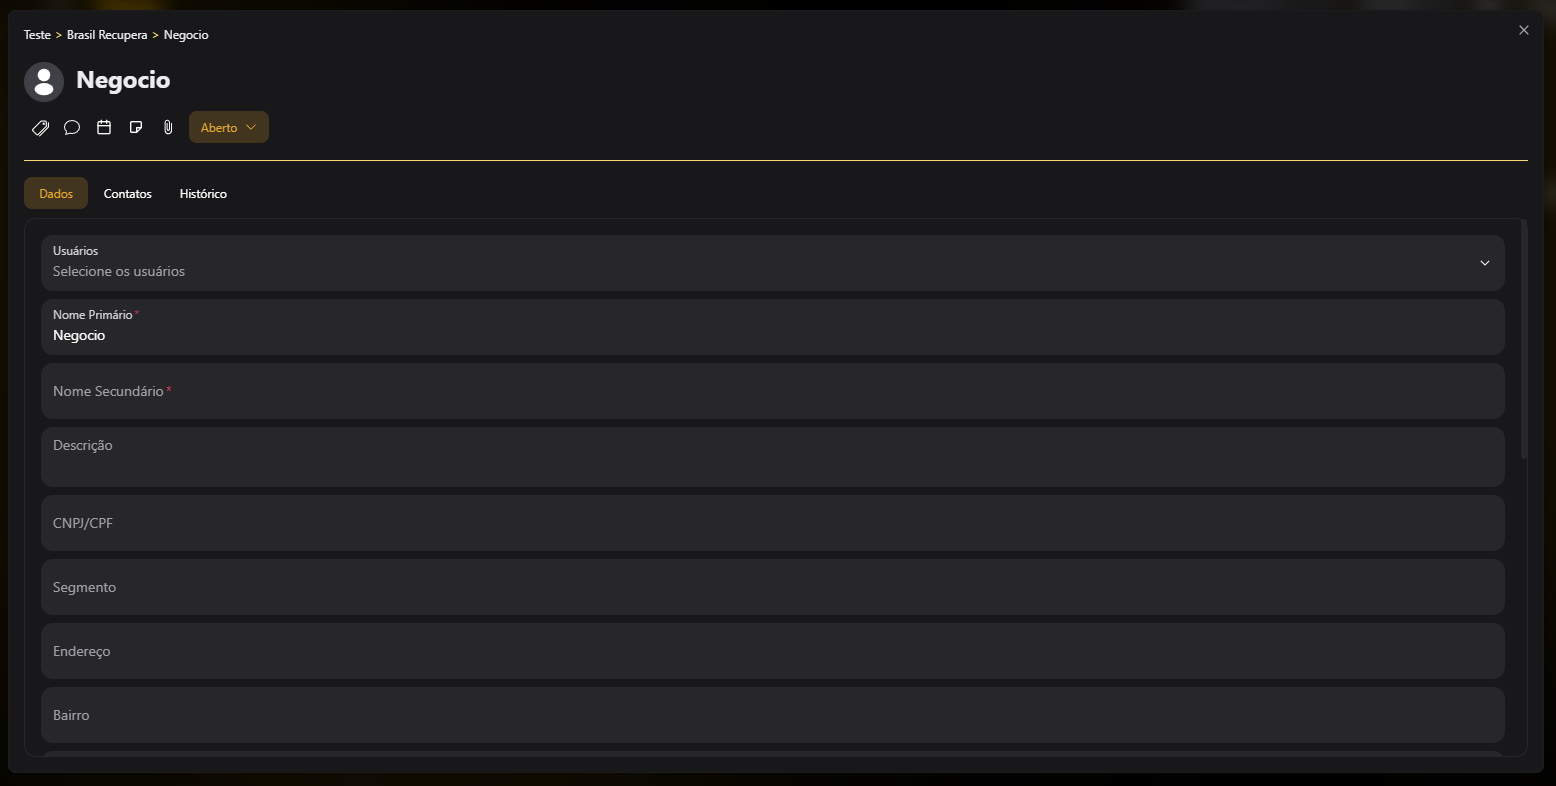 Teste > Brasil Recupera > Negocio
Negocio
Aberto
Dados Contatos Histórico
Usuários
Selecione os usuários
Nome Primário*
Negocio
Nome Secundário*
Descrição
CNPJ/CPF
Segmento
Endereço
Bairro